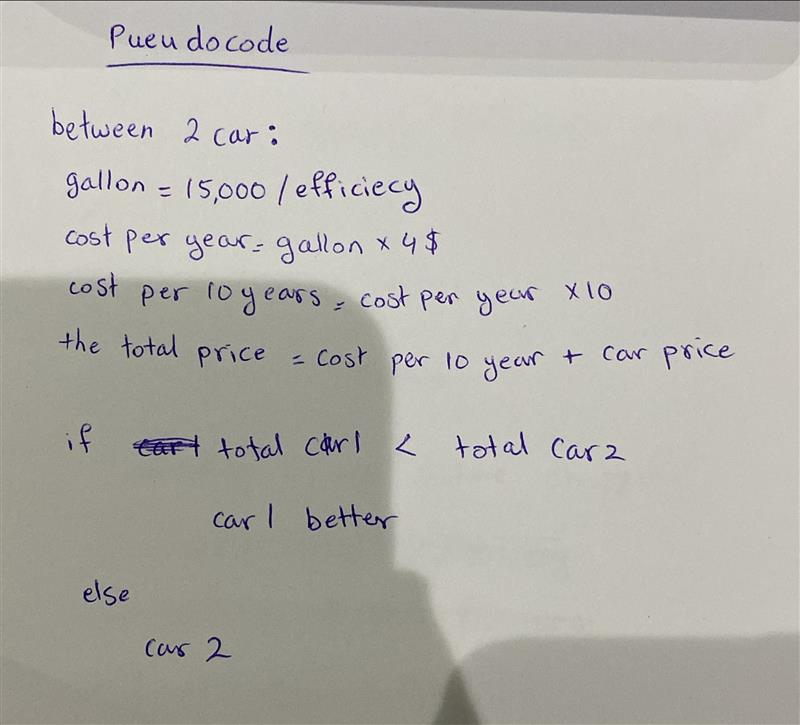 Pueudocode
between 2 car:
gallon = 15,000 / efficiecy
cost per year = gallon × 4$
cost per 10 years = cost per year ×10
the total price = cost per 10 year + car price
if total car1 < total car2
car1 better
else
car 2